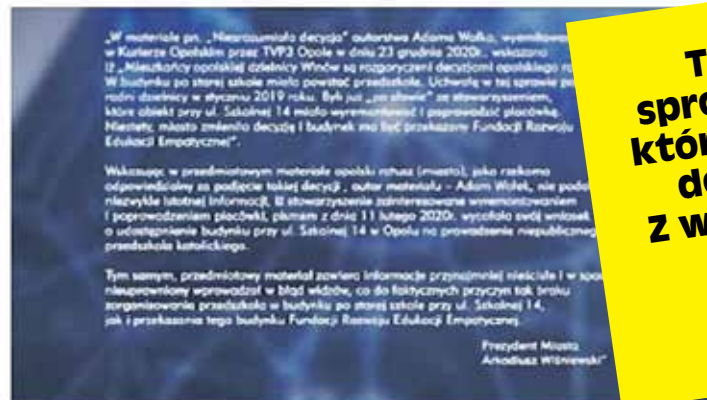 „W materiale pn. „Niezrozumiała decyzja” autorstwa Adama Wołka,
w Kurierze Opolskim przez TVP3 Opole w dniu 23 grudnia 2020r. wskazano
iż „Mieszkańcy opolskiej dzielnicy Winów są rozgoryczeni decyzjami opolskiego
W budynku po starej szkole miało powstać przedszkole. Uchwałę w tej sprawie
radni dzielnicy w styczniu 2019 roku. Byli już „po słowie” ze stowarzyszeniem,
które obiekt przy ul. Szkolnej 14 miało wyremontować i poprowadzić placówkę.
Niestety, miasto zmieniło decyzję i budynek ma być przekazany Fundacji Rozwoju
Edukacji Empatycznej”.
Wskazując w przedmiotowym materiale opolski ratusz (miasto), jako rzekomo
odpowiedzialny za podjęcie takiej decyzji , autor materiału – Adam Wołek, nie
niezwykle istotnej informacji, iż stowarzyszenie zainteresowane wyremontowaniem
i poprowadzeniem placówki, pismem z dnia 11 lutego 2020r. wycofało swój wniosek
o udostępnienie budynku przy ul. Szkolnej 14 w Opolu na prowadzenie niepublicznego
przedszkola katolickiego.
Tym samym, przedmiotowy materiał zawiera informacje przynajmniej nieścisłe i w
nieuprawniony wprowadzał w błąd widzów, co do faktycznych przyczyn tak braku
zorganizowania przedszkola w budynku po starej szkole przy ul. Szkolnej 14,
jak i przekazania tego budynku Fundacji Rozwoju Edukacji Empatycznej.
Prezydent Miasta
Arkadiusz Wiśniewski”
T
spro
któr
de
z w